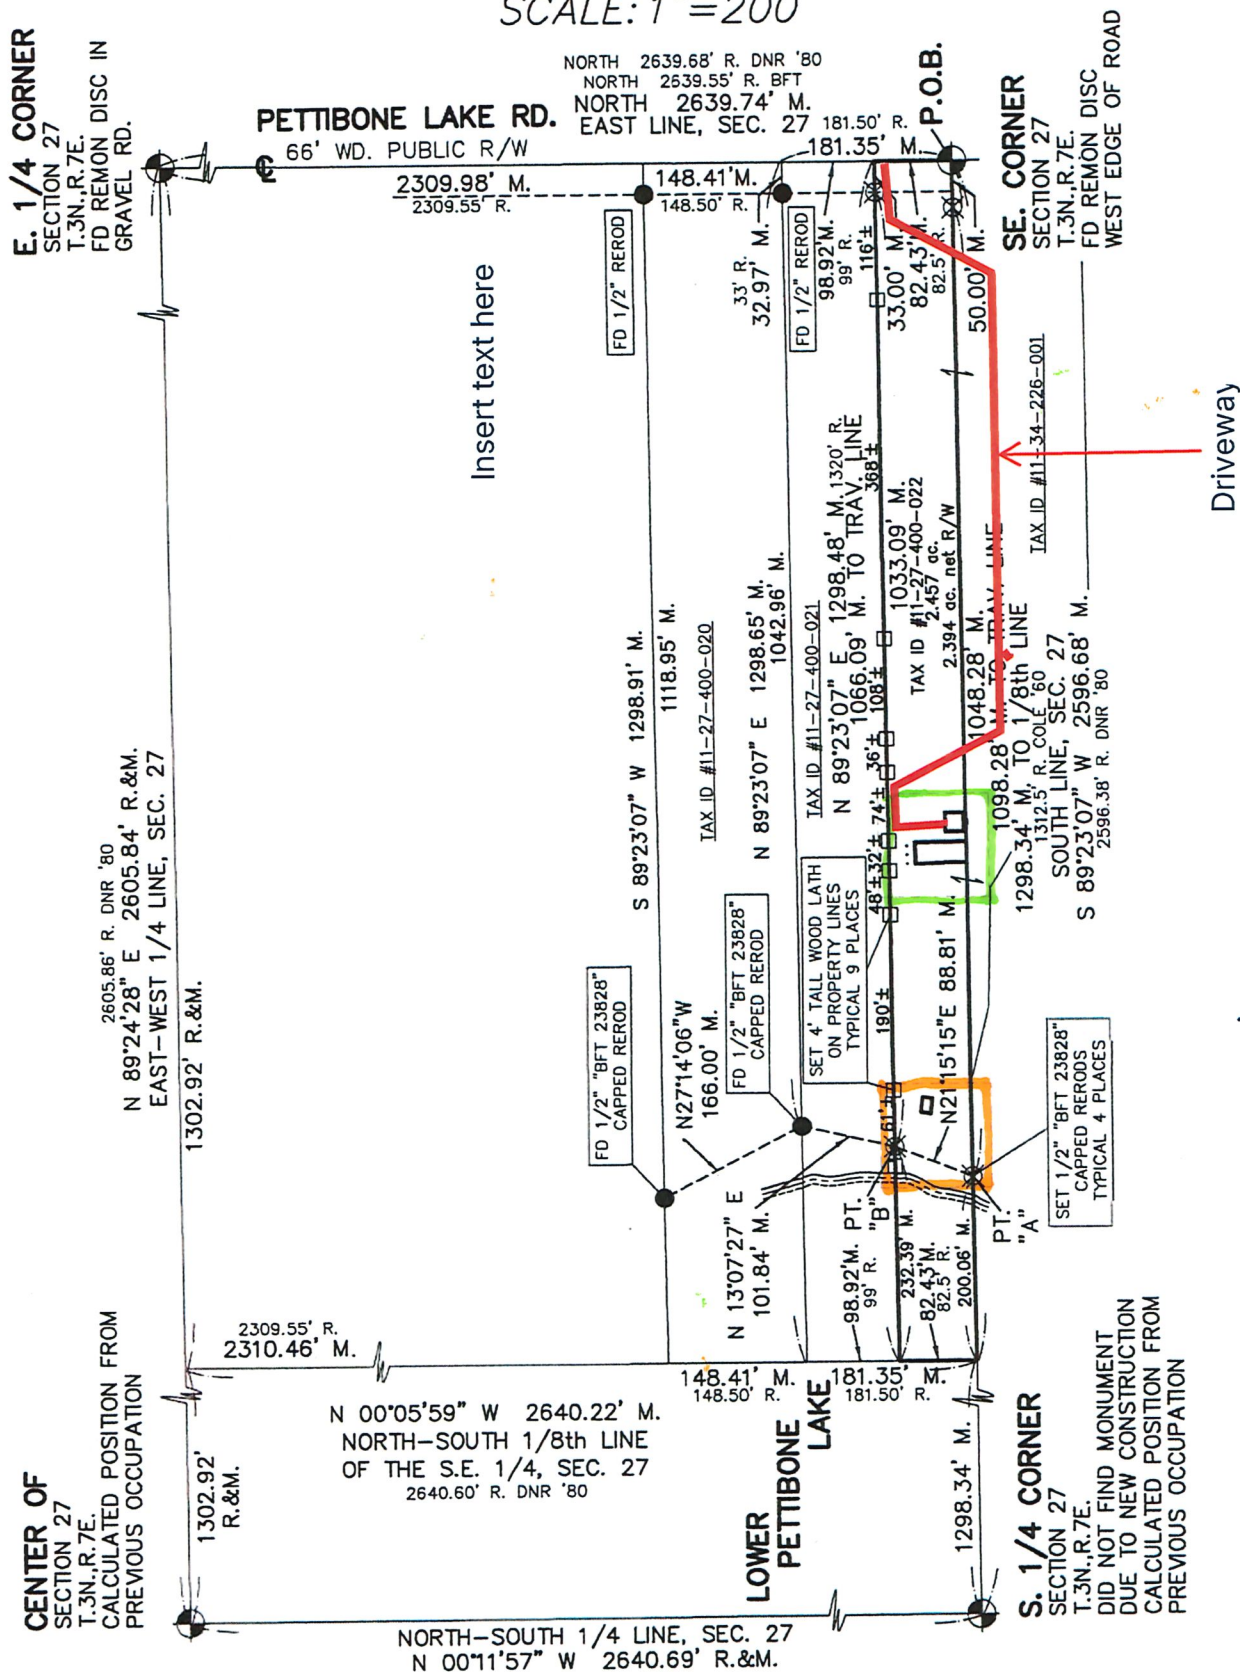 SCALE: 1"=200'
E. 1/4 CORNER
SECTION 27
T.3N.,R.7E.
FD REMON DISC IN
GRAVEL RD.
PETTIBONE LAKE RD.
66' WD. PUBLIC R/W
NORTH 2639.68' R. DNR '80
NORTH 2639.55' R. BFT
NORTH 2639.74' M.
EAST LINE, SEC. 27
181.50' R.
181.35' M.
P.O.B.
2309.98' M.
2309.55' R.
148.41'M.
148.50' R.
SE. CORNER
SECTION 27
T.3N.,R.7E.
FD REMON DISC
WEST EDGE OF ROAD
FD 1/2" REROD
33' R.
32.97' M.
FD 1/2" REROD
98.92'M.
99' R.
116'±
33.00' M.
82.43'M.
82.5' R.
50.00' M.
Insert text here
Driveway
TAX ID #11-34-226-001
N 89°24'28" E 2605.84' R.&M.
2605.86' R. DNR '80
EAST-WEST 1/4 LINE, SEC. 27
1302.92' R.&M.
S 89°23'07" W 1298.91' M.
1118.95' M.
TAX ID #11-27-400-020
N 89°23'07" E 1298.65' M.
1042.96' M.
TAX ID #11-27-400-021
N 89°23'07" E 1298.48' M. 1320' R.
1066.09' M. TO TRAV. LINE
368'±
108'±
36'±
74'±
32'±
48'±
190'±
61'±
1033.09' M.
TAX ID #11-27-400-022
2.457 ac.
2.394 ac. net R/W
1048.28' M.
1098.28' M. TO TRAV. LINE
1298.34' M. TO 1/8th LINE
1312.5' R. COLE '60
SOUTH LINE, SEC. 27
S 89°23'07" W 2596.68' M.
2596.38' R. DNR '80
SET 4' TALL WOOD LATH
ON PROPERTY LINES
TYPICAL 9 PLACES
FD 1/2" "BFT 23828"
CAPPED REROD
FD 1/2" "BFT 23828"
CAPPED REROD
N27°14'06"W
166.00' M.
N21°15'15"E 88.81' M.
SET 1/2" "BFT 23828"
CAPPED RERODS
TYPICAL 4 PLACES
N 13°07'27" E
101.84' M.
PT.
"B"
PT.
"A"
98.92'M.
99' R.
232.39' M.
82.43'M.
82.5' R.
200.06' M.
CENTER OF
SECTION 27
T.3N.,R.7E.
CALCULATED POSITION FROM
PREVIOUS OCCUPATION
2309.55' R.
2310.46' M.
1302.92'
R.&M.
148.41' M.
148.50' R.
181.35' M.
181.50' R.
N 00°05'59" W 2640.22' M.
NORTH-SOUTH 1/8th LINE
OF THE S.E. 1/4, SEC. 27
2640.60' R. DNR '80
LOWER
PETTIBONE
LAKE
1298.34' M.
S. 1/4 CORNER
SECTION 27
T.3N.,R.7E.
DID NOT FIND MONUMENT
DUE TO NEW CONSTRUCTION
CALCULATED POSITION FROM
PREVIOUS OCCUPATION
NORTH-SOUTH 1/4 LINE, SEC. 27
N 00°11'57" W 2640.69' R.&M.